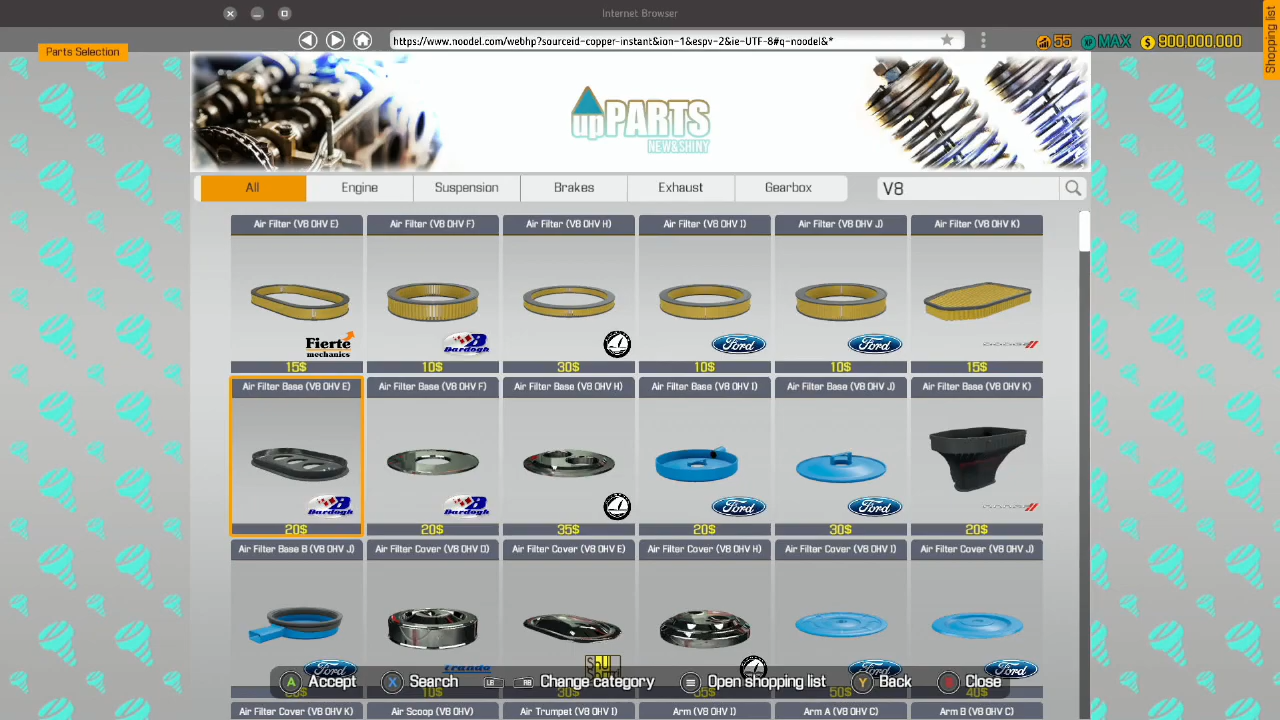 Internet Browser
Parts Selection
https://www.noodel.com/webhp?sourceid-copper-instant&ion-1&espv-2&ie-UTF-8#q-noodel&*
55
XP
MAX
$
900,000,000
Shopping list
upPARTS
NEW&SHINY
All
Engine
Suspension
Brakes
Exhaust
Gearbox
V8
Air Filter (V8 OHV E)
Air Filter (V8 OHV F)
Air Filter (V8 OHV H)
Air Filter (V8 OHV I)
Air Filter (V8 OHV J)
Air Filter (V8 OHV K)
Fierte
mechanics
Bardogh
Ford
Ford
15$
10$
30$
10$
10$
15$
Air Filter Base (V8 OHV E)
Air Filter Base (V8 OHV F)
Air Filter Base (V8 OHV H)
Air Filter Base (V8 OHV I)
Air Filter Base (V8 OHV J)
Air Filter Base (V8 OHV K)
Bardogh
Bardogh
Ford
Ford
20$
20$
35$
20$
30$
20$
Air Filter Base B (V8 OHV J)
Air Filter Cover (V8 OHV D)
Air Filter Cover (V8 OHV E)
Air Filter Cover (V8 OHV H)
Air Filter Cover (V8 OHV I)
Air Filter Cover (V8 OHV J)
Ford
Ford
Ford
A Accept
X Search
LB RB Change category
Open shopping list
Y Back
Close
Air Filter Cover (V8 OHV K)
Air Scoop (V8 OHV)
Air Trumpet (V8 OHV I)
Arm (V8 OHV I)
Arm A (V8 OHV C)
Arm B (V8 OHV C)